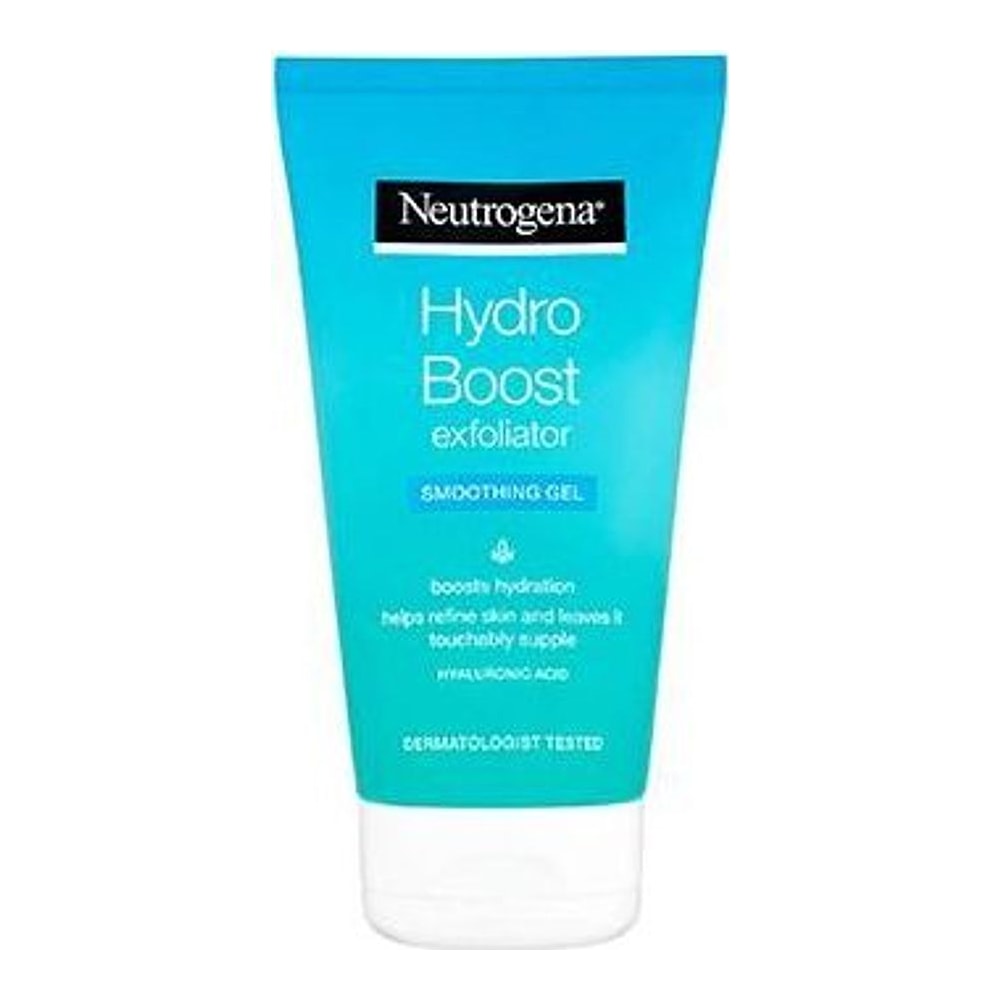 Neutrogena®
Hydro
Boost
exfoliator
SMOOTHING GEL
boosts hydration
helps refine skin and leaves it
touchably supple
HYALURONIC ACID
DERMATOLOGIST TESTED